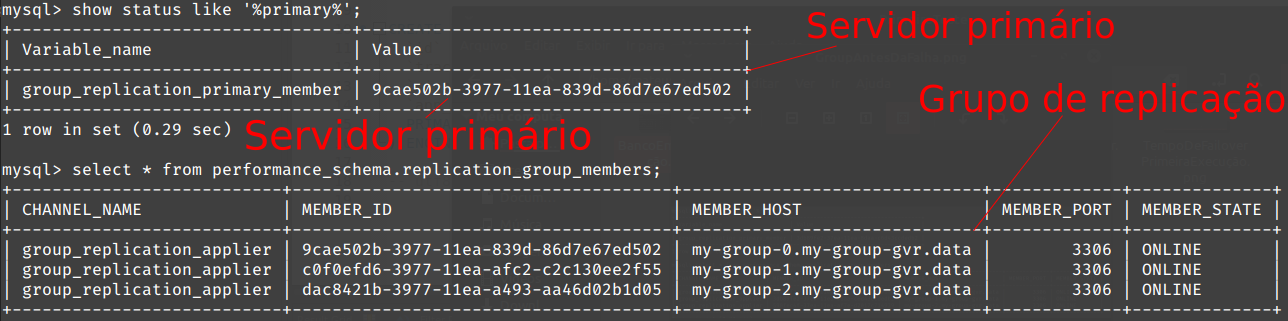 mysql> show status like '%primary%';
+----------------------------------+--------------------------------------+
| Variable_name                    | Value                                |
+----------------------------------+--------------------------------------+
| group_replication_primary_member | 9cae502b-3977-11ea-839d-86d7e67ed502 |
+----------------------------------+--------------------------------------+
1 row in set (0.29 sec)
Servidor primário
Servidor primário
Grupo de replicação
mysql> select * from performance_schema.replication_group_members;
+---------------------------+--------------------------------------+------------------------------+-------------+--------------+
| CHANNEL_NAME              | MEMBER_ID                            | MEMBER_HOST                  | MEMBER_PORT | MEMBER_STATE |
+---------------------------+--------------------------------------+------------------------------+-------------+--------------+
| group_replication_applier | 9cae502b-3977-11ea-839d-86d7e67ed502 | my-group-0.my-group-gvr.data |        3306 | ONLINE       |
| group_replication_applier | c0f0efd6-3977-11ea-afc2-c2c130ee2f55 | my-group-1.my-group-gvr.data |        3306 | ONLINE       |
| group_replication_applier | dac8421b-3977-11ea-a493-aa46d02b1d05 | my-group-2.my-group-gvr.data |        3306 | ONLINE       |
+---------------------------+--------------------------------------+------------------------------+-------------+--------------+